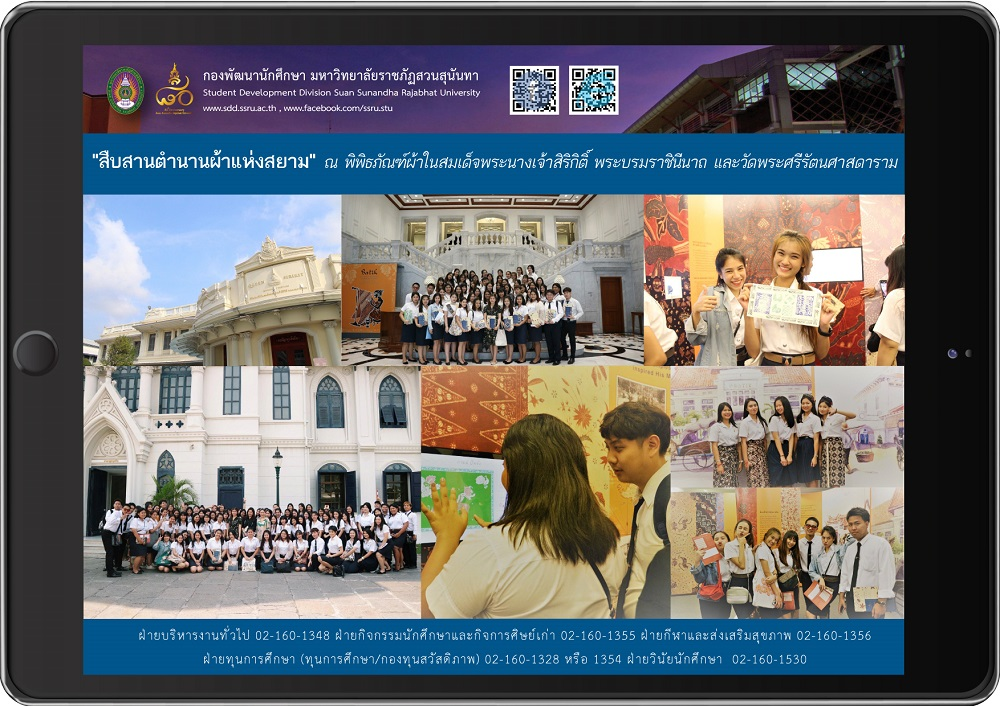 กองพัฒนานักศึกษา มหาวิทยาลัยราชภัฏสวนสุนันทา
Student Development Division Suan Sunandha Rajabhat University
www.sdd.ssru.ac.th , www.facebook.com/ssru.stu
"สืบสานตำนานผ้าแห่งสยาม" ณ พิพิธภัณฑ์ผ้าในสมเด็จพระนางเจ้าสิริกิติ์ พระบรมราชินีนาถ และวัดพระศรีรัตนศาสดาราม
ฝ่ายบริหารงานทั่วไป 02-160-1348 ฝ่ายกิจกรรมนักศึกษาและกิจการศิษย์เก่า 02-160-1355 ฝ่ายกีฬาและส่งเสริมสุขภาพ 02-160-1356
ฝ่ายทุนการศึกษา (ทุนการศึกษา/กองทุนสวัสดิภาพ) 02-160-1328 หรือ 1354 ฝ่ายวินัยนักศึกษา 02-160-1530